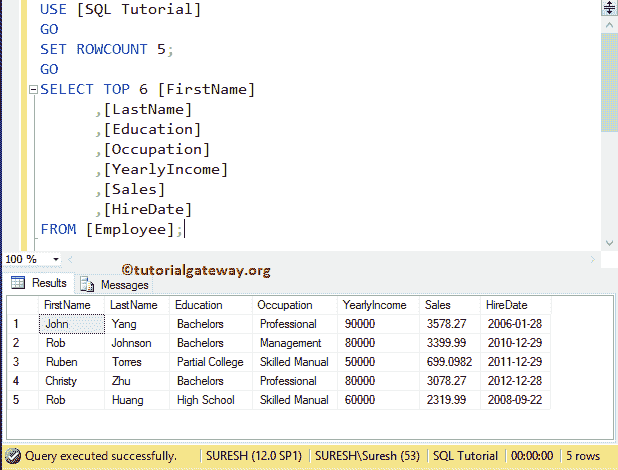 USE [SQL Tutorial]
GO
SET ROWCOUNT 5;
GO
SELECT TOP 6 [FirstName]
,[LastName]
,[Education]
,[Occupation]
,[YearlyIncome]
,[Sales]
,[HireDate]
FROM [Employee];
100 %
©tutorialgateway.org
Results Messages
FirstName LastName Education Occupation YearlyIncome Sales HireDate
1 John Yang Bachelors Professional 90000 3578.27 2006-01-28
2 Rob Johnson Bachelors Management 80000 3399.99 2010-12-29
3 Ruben Torres Partial College Skilled Manual 50000 699.0982 2011-12-29
4 Christy Zhu Bachelors Professional 80000 3078.27 2012-12-28
5 Rob Huang High School Skilled Manual 60000 2319.99 2008-09-22
Query executed successfully. SURESH (12.0 SP1) SURESH\Suresh (53) SQL Tutorial 00:00:00 5 rows